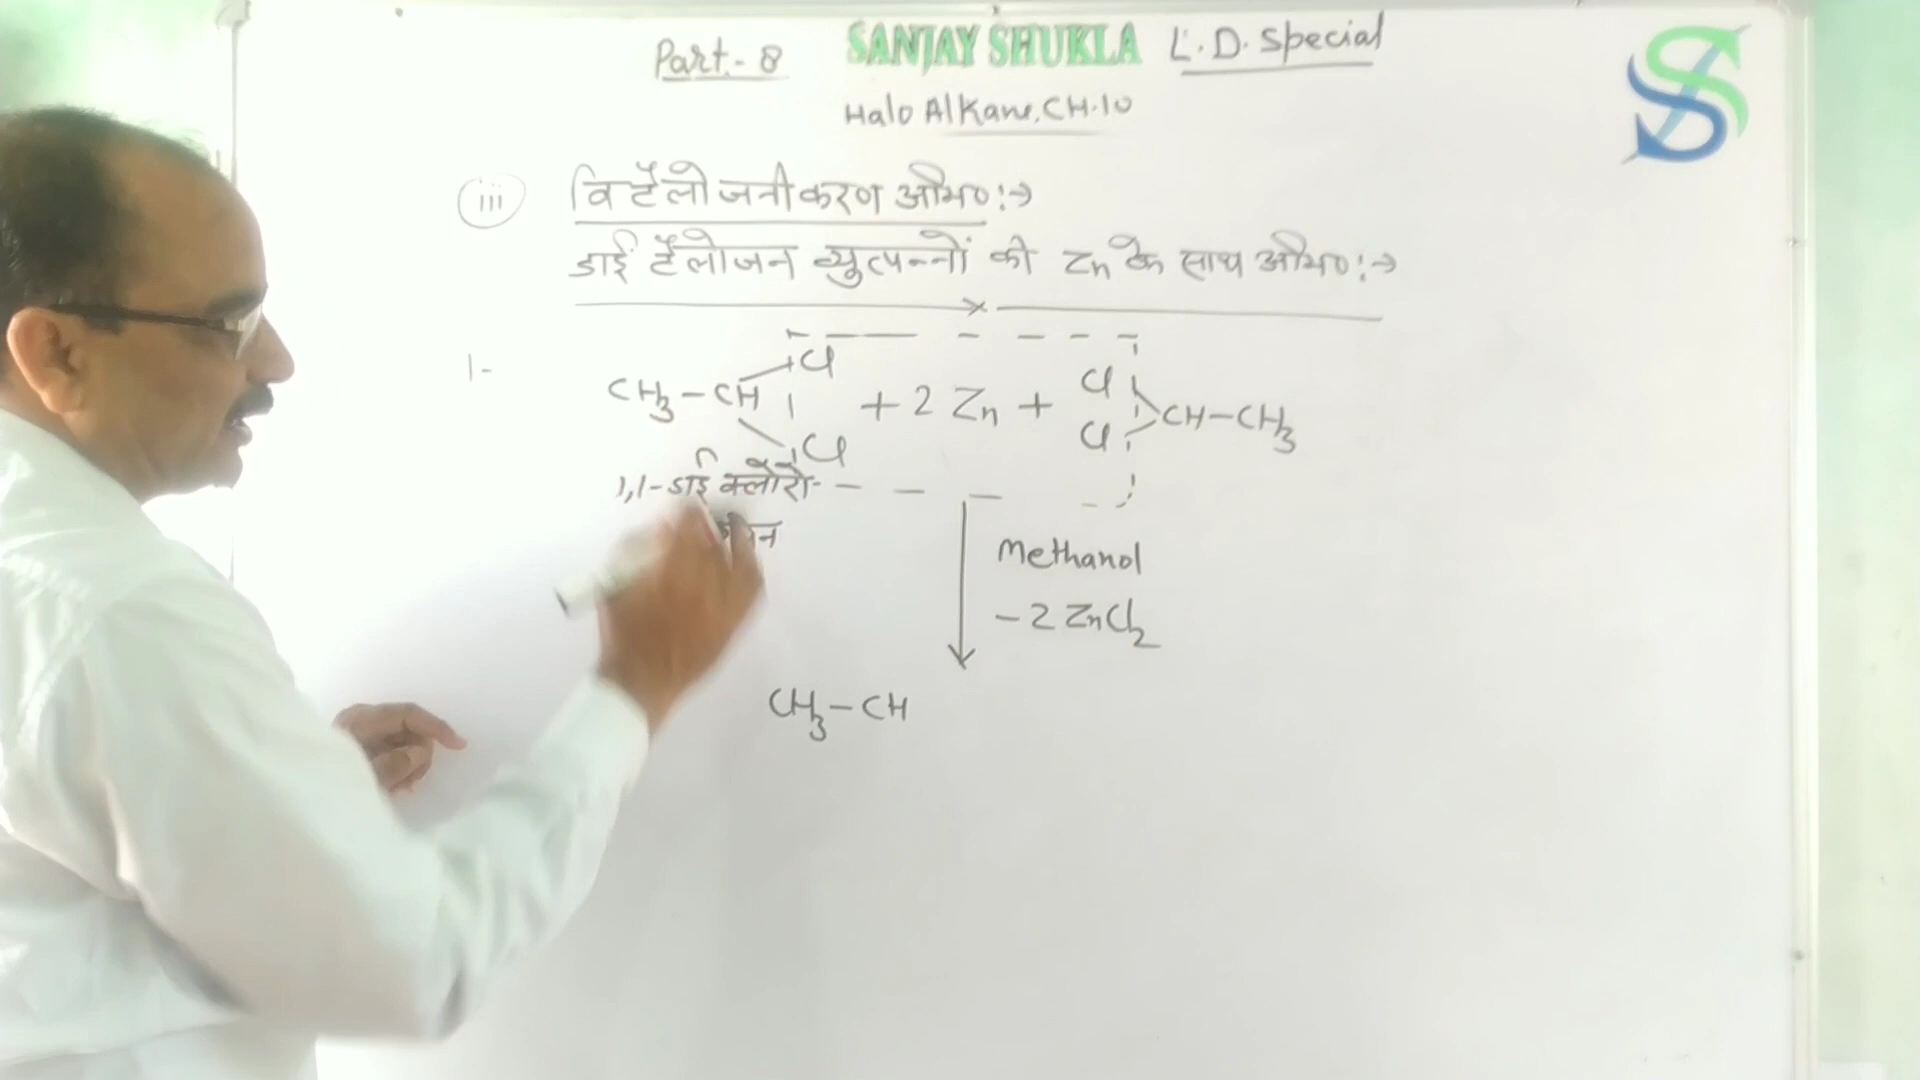 Part.-8 SANJAY SHUKLA L.D. Special
Halo Alkane, CH.10
iii विहैलोजनीकरण अभि०:→
डाई हैलोजन व्युत्पन्नों की Zn के साथ अभि०:→
1-
Cl Cl
CH3-CH + 2 Zn + CH-CH3
Cl Cl
1,1-डाई क्लोरो-
Methanol
-2 ZnCl2
CH3-CH